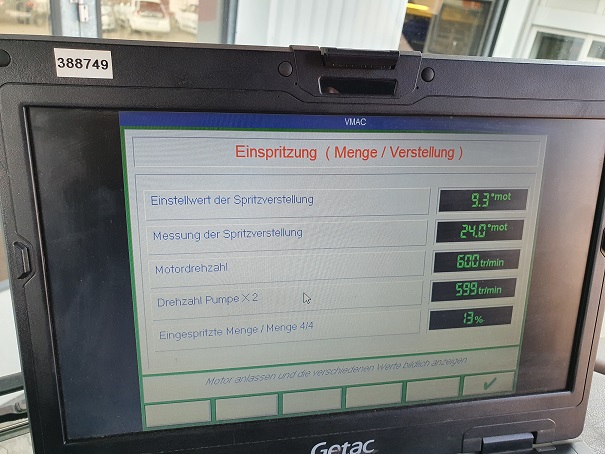 388749
VMAC
Einspritzung ( Menge / Verstellung )
Einstellwert der Spritzverstellung 9.3 °mot
Messung der Spritzverstellung 24.0 °mot
Motordrehzahl 600 tr/min
Drehzahl Pumpe X 2 599 tr/min
Eingespritzte Menge / Menge 4/4 13 %
Motor anlassen und die verschiedenen Werte bildlich anzeigen
Getac